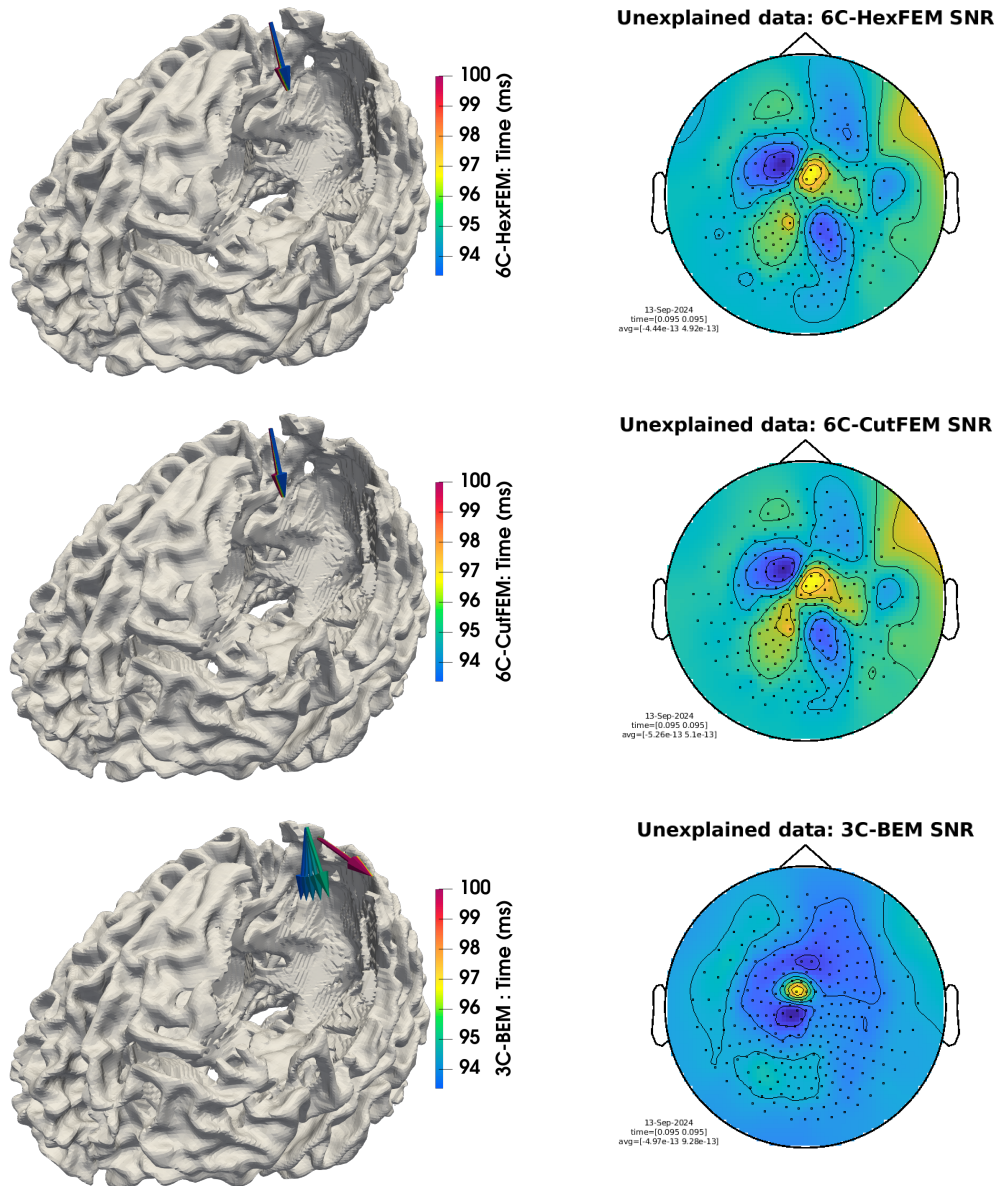 Unexplained data: 6C-HexFEM SNR
100
99
98
97
96
95
94
6C-HexFEM: Time (ms)
13-Sep-2024
time=[0.095 0.095]
avg=[-4.44e-13 4.92e-13]
Unexplained data: 6C-CutFEM SNR
100
99
98
97
96
95
94
6C-CutFEM: Time (ms)
13-Sep-2024
time=[0.095 0.095]
avg=[-5.26e-13 5.1e-13]
Unexplained data: 3C-BEM SNR
100
99
98
97
96
95
94
3C-BEM : Time (ms)
13-Sep-2024
time=[0.095 0.095]
avg=[-4.97e-13 9.28e-13]